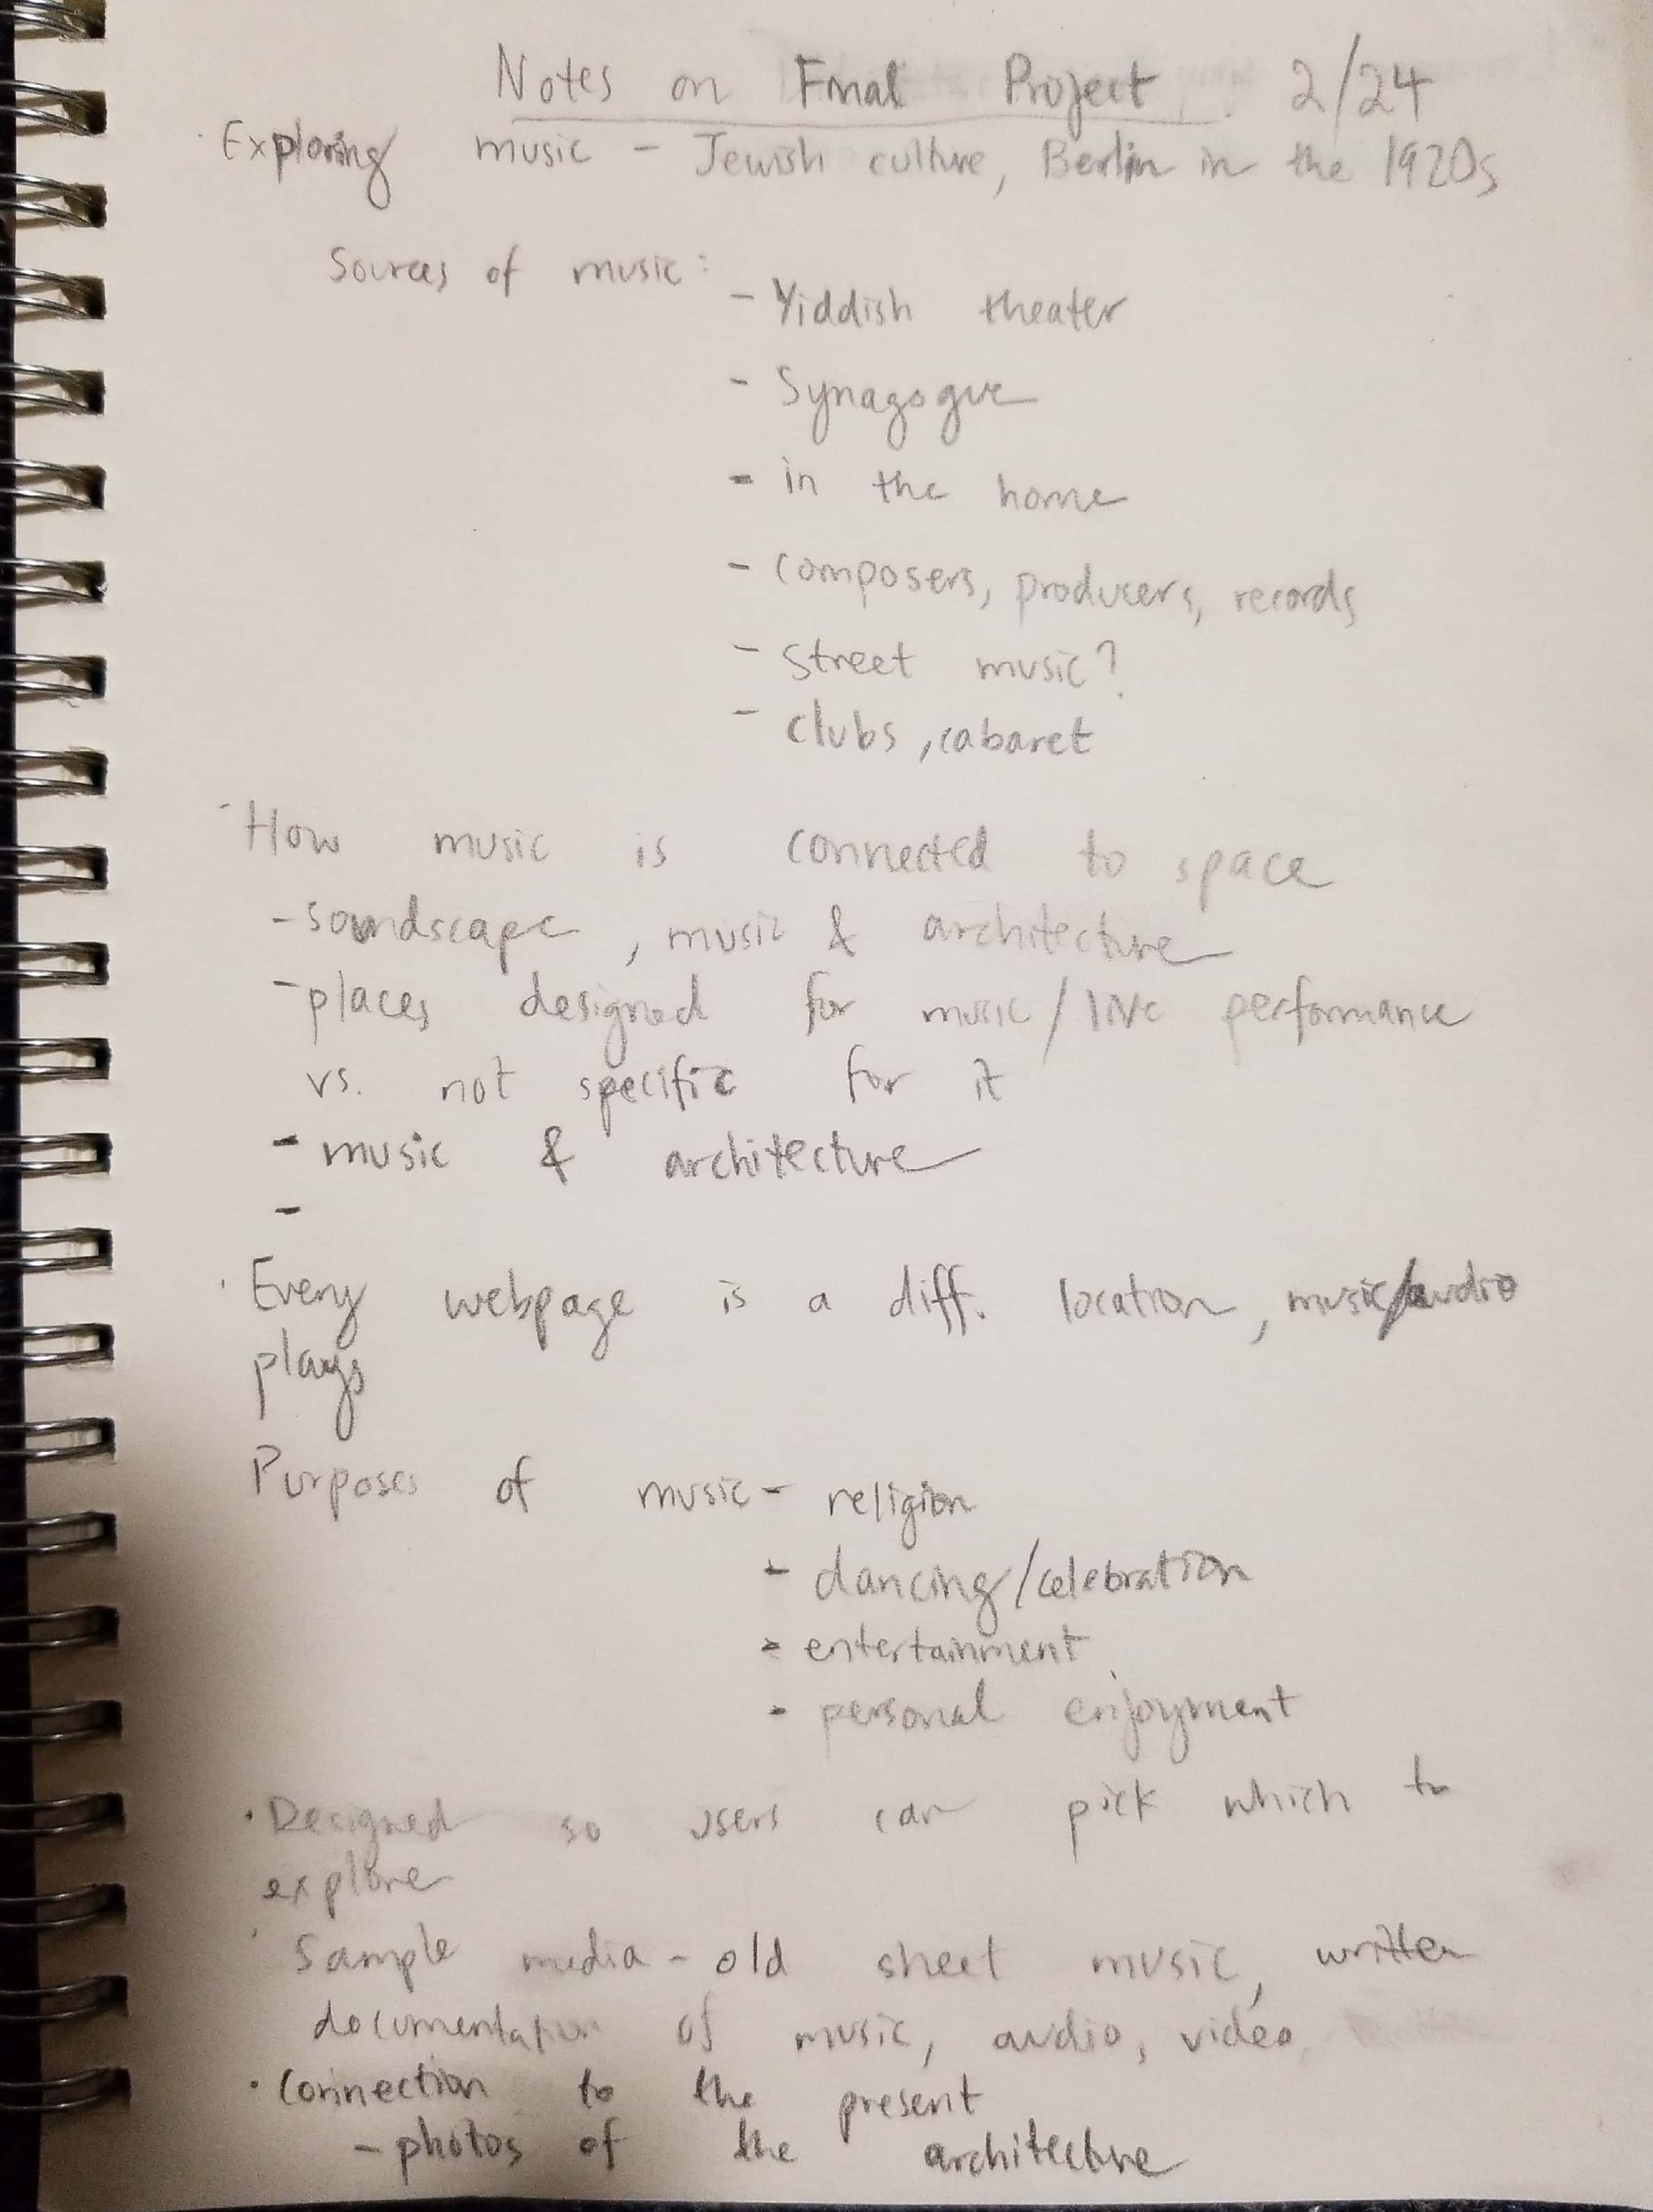 Notes on Final Project 2/24
· Exploring music - Jewish culture, Berlin in the 1920s
Sources of music:
- Yiddish theater
- Synagogue
- in the home
- composers, producers, records
- street music?
- clubs, cabaret
· How music is connected to space
- soundscape, music & architecture
- places designed for music/live performance
vs. not specific for it
- music & architecture
-
· Every webpage is a diff. location, music/audio
plays
Purposes of music - religion
- dancing/celebration
- entertainment
- personal enjoyment
· Designed so users can pick which to
explore
· Sample media - old sheet music, written
documentation of music, audio, video,
· Connection to the present
- photos of the architecture